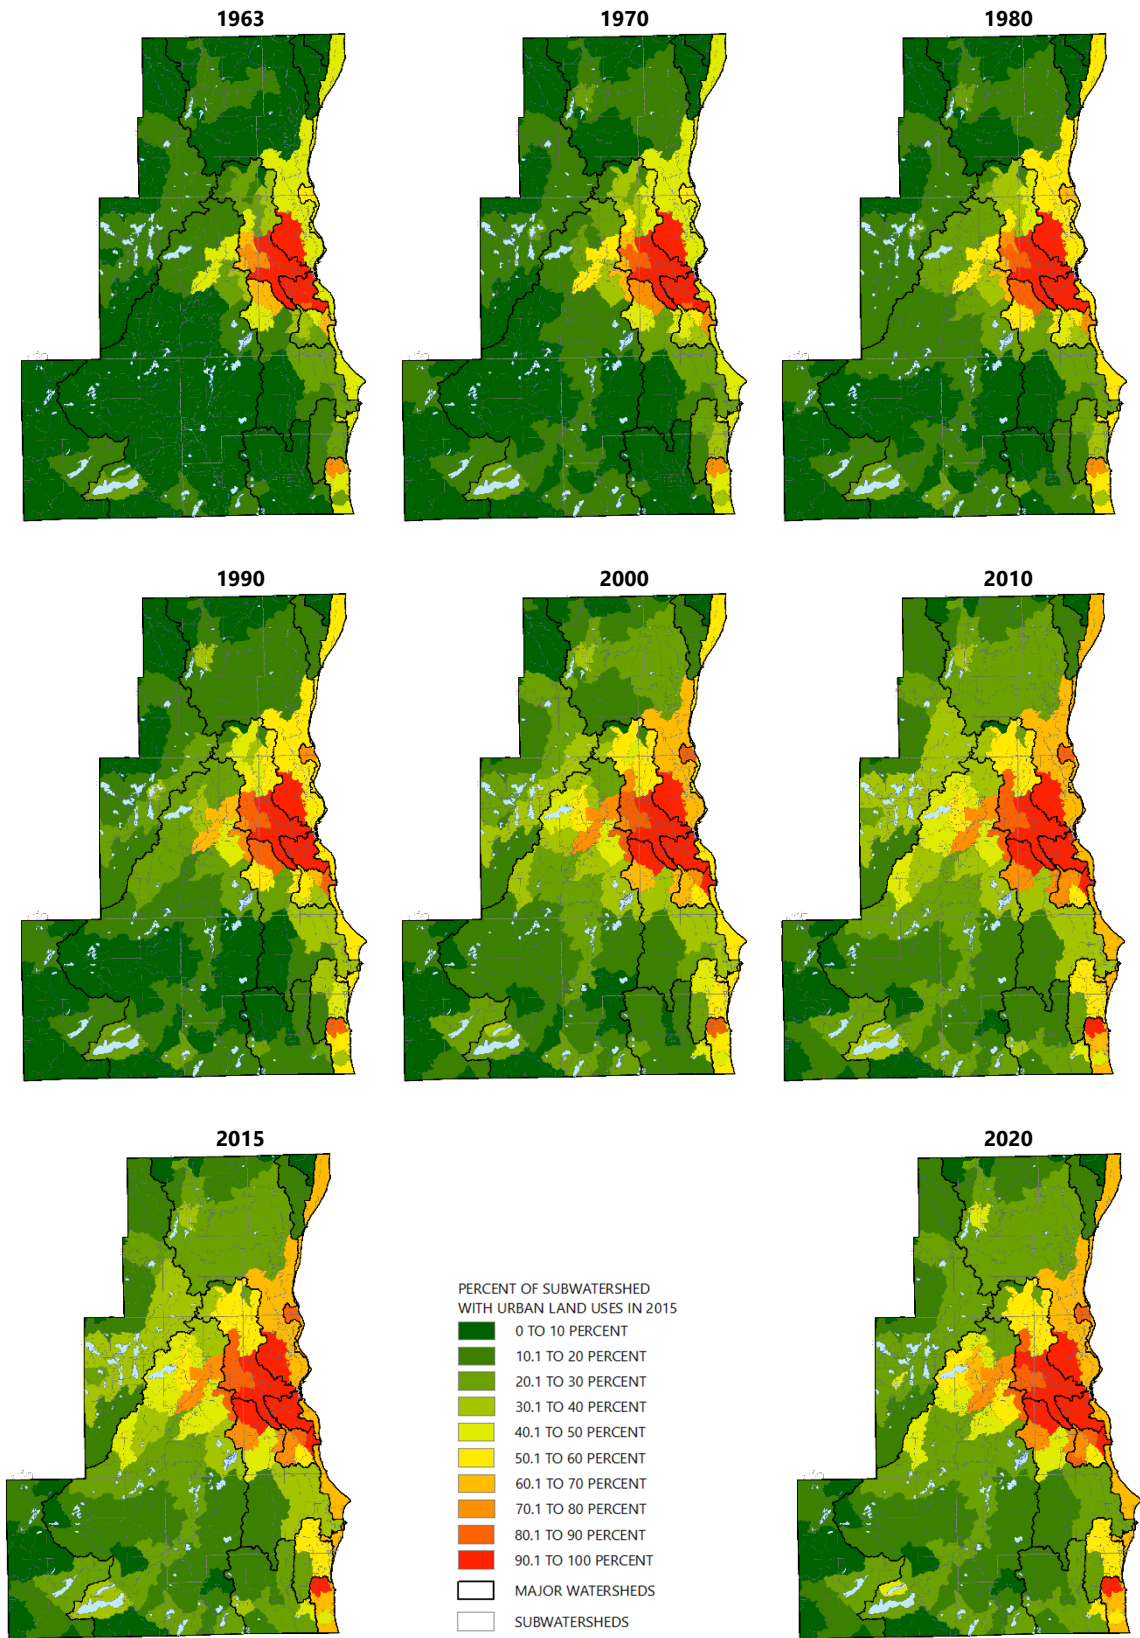 1963
1970
1980
1990
2000
2010
2015
2020
PERCENT OF SUBWATERSHED
WITH URBAN LAND USES IN 2015
0 TO 10 PERCENT
10.1 TO 20 PERCENT
20.1 TO 30 PERCENT
30.1 TO 40 PERCENT
40.1 TO 50 PERCENT
50.1 TO 60 PERCENT
60.1 TO 70 PERCENT
70.1 TO 80 PERCENT
80.1 TO 90 PERCENT
90.1 TO 100 PERCENT
MAJOR WATERSHEDS
SUBWATERSHEDS